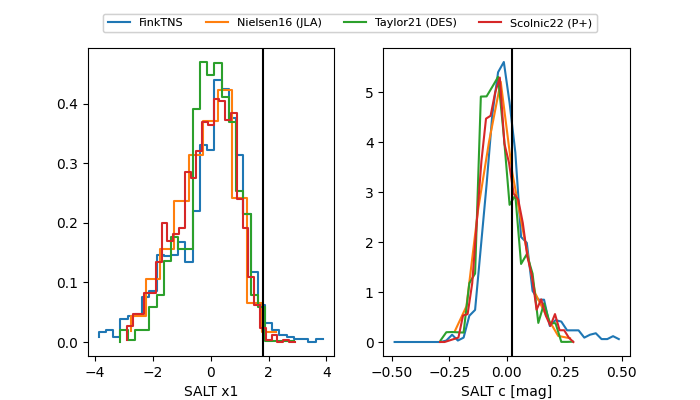 FinkTNS Nielsen16 (JLA) Taylor21 (DES) Scolnic22 (P+)
0.4
0.3
0.2
0.1
0.0
−4 −2 0 2 4
SALT x1
5
4
3
2
1
0
−0.50 −0.25 0.00 0.25 0.50
SALT c [mag]